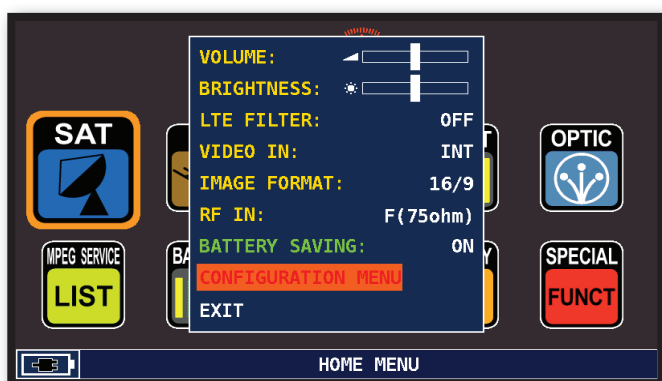 VOLUME:
BRIGHTNESS:
LTE FILTER: OFF
VIDEO IN: INT
IMAGE FORMAT: 16/9
RF IN: F(75ohm)
BATTERY SAVING: ON
CONFIGURATION MENU
EXIT
SAT
OPTIC
MPEG SERVICE
LIST
SPECIAL
FUNCT
HOME MENU